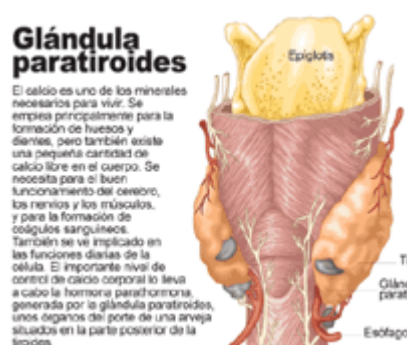 Glándula
paratiroides
El calcio es uno de los minerales
necesarios para vivir. Se
emplea principalmente para la
formación de huesos y
dientes, pero también existe
una pequeña cantidad de
calcio libre en el cuerpo. Se
necesita para el buen
funcionamiento del cerebro,
los nervios y los músculos,
y para la formación de
coágulos sanguíneos.
También se ve implicado en
las funciones diarias de la
célula. El importante nivel de
control de calcio corporal lo lleva
a cabo la hormona parathormona,
generada por la glándula paratiroides,
unos órganos del porte de una arveja
situados en la parte posterior de la
tiroides.
Epiglotis
T
Glánd
parat
Esófago